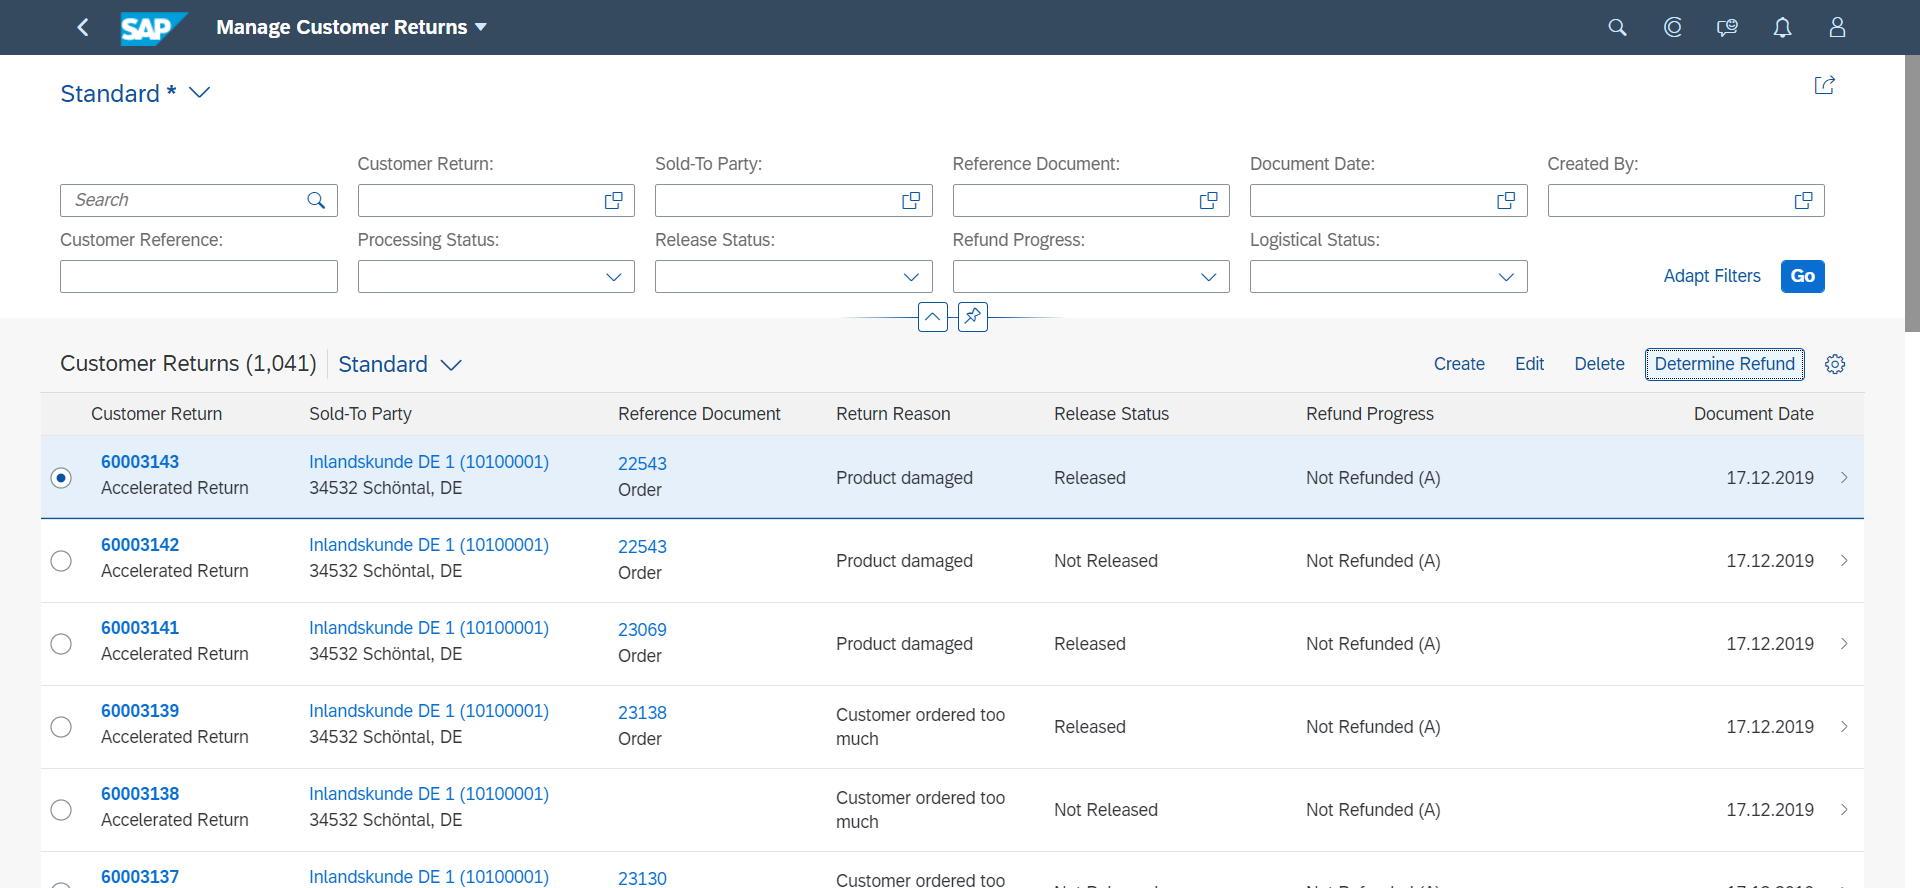 SAP Manage Customer Returns
Standard *
Customer Return: Sold-To Party: Reference Document: Document Date: Created By:
Search
Customer Reference: Processing Status: Release Status: Refund Progress: Logistical Status:
Adapt Filters Go
Customer Returns (1,041) Standard Create Edit Delete Determine Refund
Customer Return Sold-To Party Reference Document Return Reason Release Status Refund Progress Document Date
60003143 Inlandskunde DE 1 (10100001) 22543
Accelerated Return 34532 Schöntal, DE Order Product damaged Released Not Refunded (A) 17.12.2019
60003142 Inlandskunde DE 1 (10100001) 22543
Accelerated Return 34532 Schöntal, DE Order Product damaged Not Released Not Refunded (A) 17.12.2019
60003141 Inlandskunde DE 1 (10100001) 23069
Accelerated Return 34532 Schöntal, DE Order Product damaged Released Not Refunded (A) 17.12.2019
60003139 Inlandskunde DE 1 (10100001) 23138 Customer ordered too
Accelerated Return 34532 Schöntal, DE Order much Released Not Refunded (A) 17.12.2019
60003138 Inlandskunde DE 1 (10100001) Customer ordered too
Accelerated Return 34532 Schöntal, DE much Not Released Not Refunded (A) 17.12.2019
60003137 Inlandskunde DE 1 (10100001) 23130 Customer ordered too